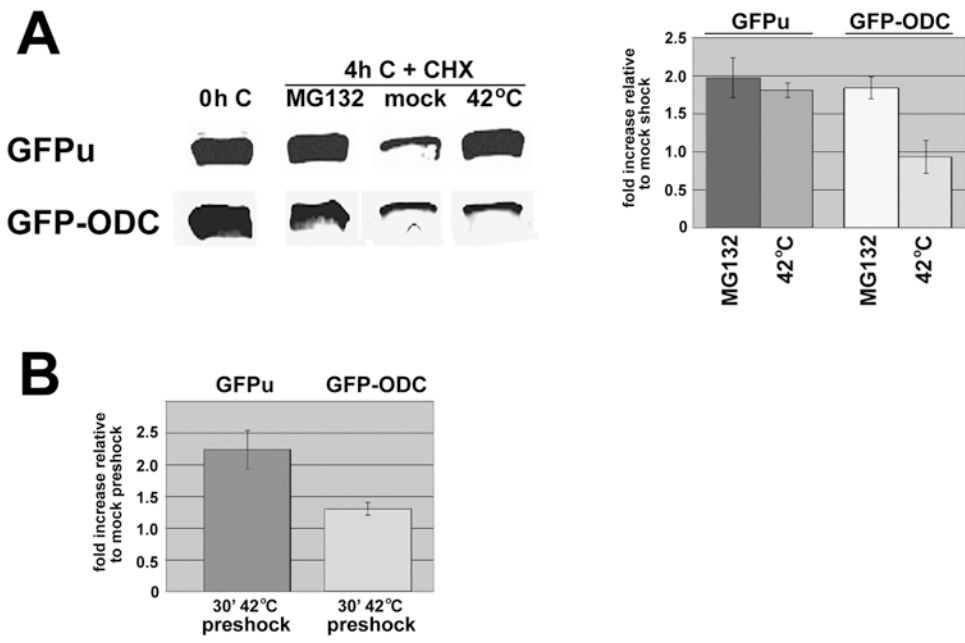 A
4h C + CHX
0h C MG132 mock 42°C
GFPu
GFP-ODC
GFPu GFP-ODC
fold increase relative
to mock shock
2.5
2.0
1.5
1.0
0.5
0
MG132 42°C MG132 42°C
B
GFPu GFP-ODC
fold increase relative
to mock preshock
2.5
2.0
1.5
1.0
0.5
0
30' 42°C 30' 42°C
preshock preshock